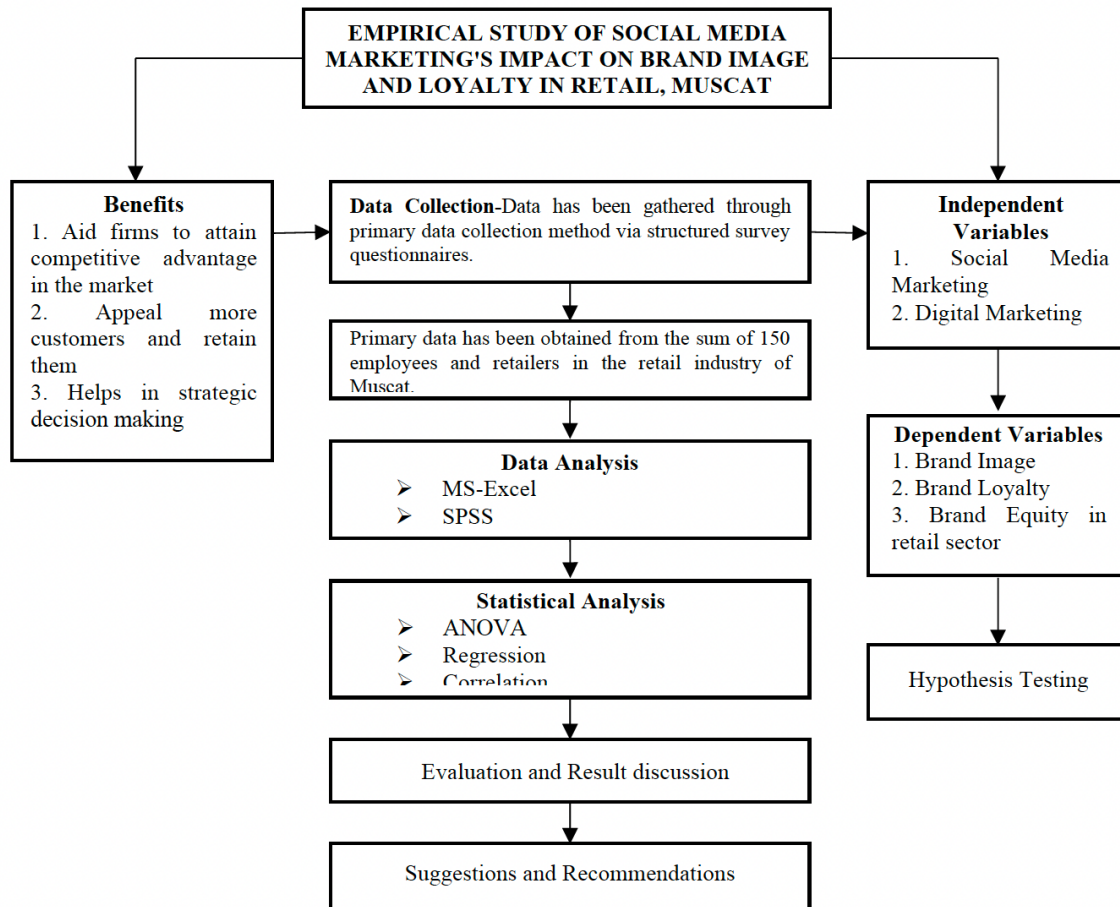 EMPIRICAL STUDY OF SOCIAL MEDIA
MARKETING'S IMPACT ON BRAND IMAGE
AND LOYALTY IN RETAIL, MUSCAT
Benefits
1. Aid firms to attain
competitive advantage
in the market
2. Appeal more
customers and retain
them
3. Helps in strategic
decision making
Data Collection-Data has been gathered through
primary data collection method via structured survey
questionnaires.
Primary data has been obtained from the sum of 150
employees and retailers in the retail industry of
Muscat.
Data Analysis
➢ MS-Excel
➢ SPSS
Statistical Analysis
➢ ANOVA
➢ Regression
➢ Correlation
Evaluation and Result discussion
Suggestions and Recommendations
Independent
Variables
1. Social Media
Marketing
2. Digital Marketing
Dependent Variables
1. Brand Image
2. Brand Loyalty
3. Brand Equity in
retail sector
Hypothesis Testing